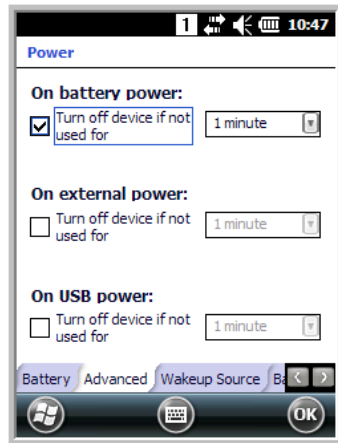 1 10:47
Power
On battery power:
Turn off device if not
used for
1 minute
On external power:
Turn off device if not
used for
1 minute
On USB power:
Turn off device if not
used for
1 minute
Battery Advanced Wakeup Source Ba
OK